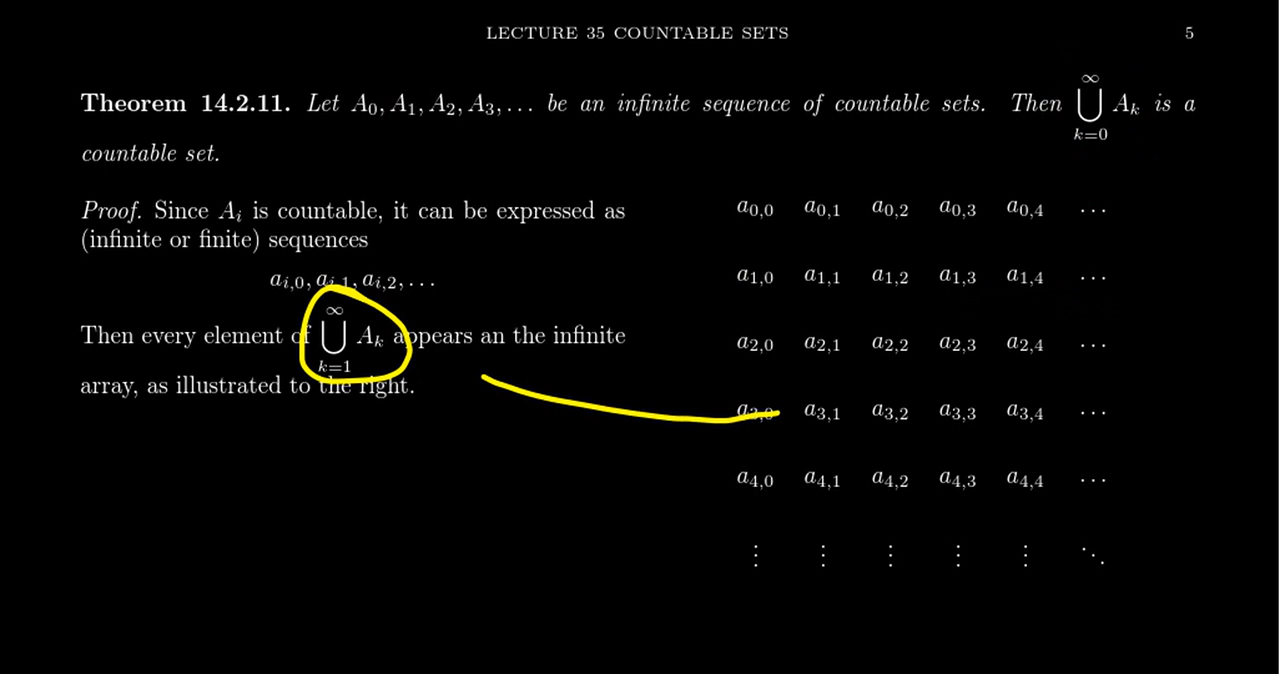 LECTURE 35 COUNTABLE SETS 5
Theorem 14.2.11. Let A₀, A₁, A₂, A₃, ... be an infinite sequence of countable sets. Then ∞⋃k=0 Aₖ is a
countable set.
Proof. Since Aᵢ is countable, it can be expressed as
(infinite or finite) sequences
aᵢ,₀, aᵢ,₁, aᵢ,₂, ...
Then every element of ∞⋃k=1 Aₖ appears an the infinite
array, as illustrated to the right.
a₀,₀ a₀,₁ a₀,₂ a₀,₃ a₀,₄ ⋯
a₁,₀ a₁,₁ a₁,₂ a₁,₃ a₁,₄ ⋯
a₂,₀ a₂,₁ a₂,₂ a₂,₃ a₂,₄ ⋯
a₃,₀ a₃,₁ a₃,₂ a₃,₃ a₃,₄ ⋯
a₄,₀ a₄,₁ a₄,₂ a₄,₃ a₄,₄ ⋯
⋮ ⋮ ⋮ ⋮ ⋮ ⋱